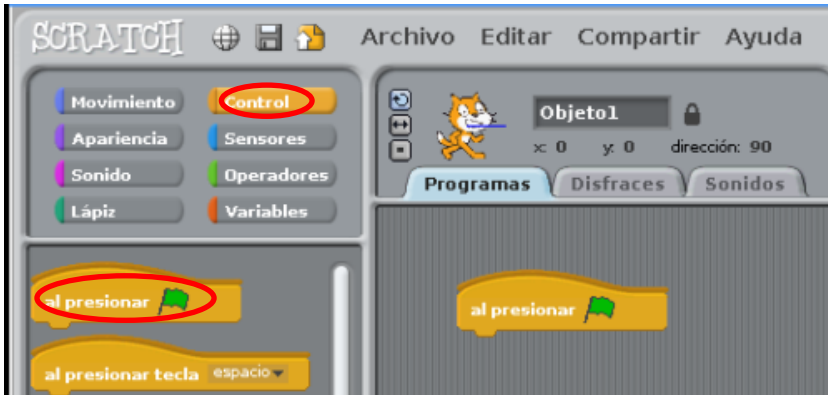 SCRATCH Archivo Editar Compartir Ayuda
Movimiento Control
Apariencia Sensores
Sonido Operadores
Lápiz Variables
Objeto1
x: 0 y: 0 dirección: 90
Programas Disfraces Sonidos
al presionar
al presionar tecla espacio
al presionar